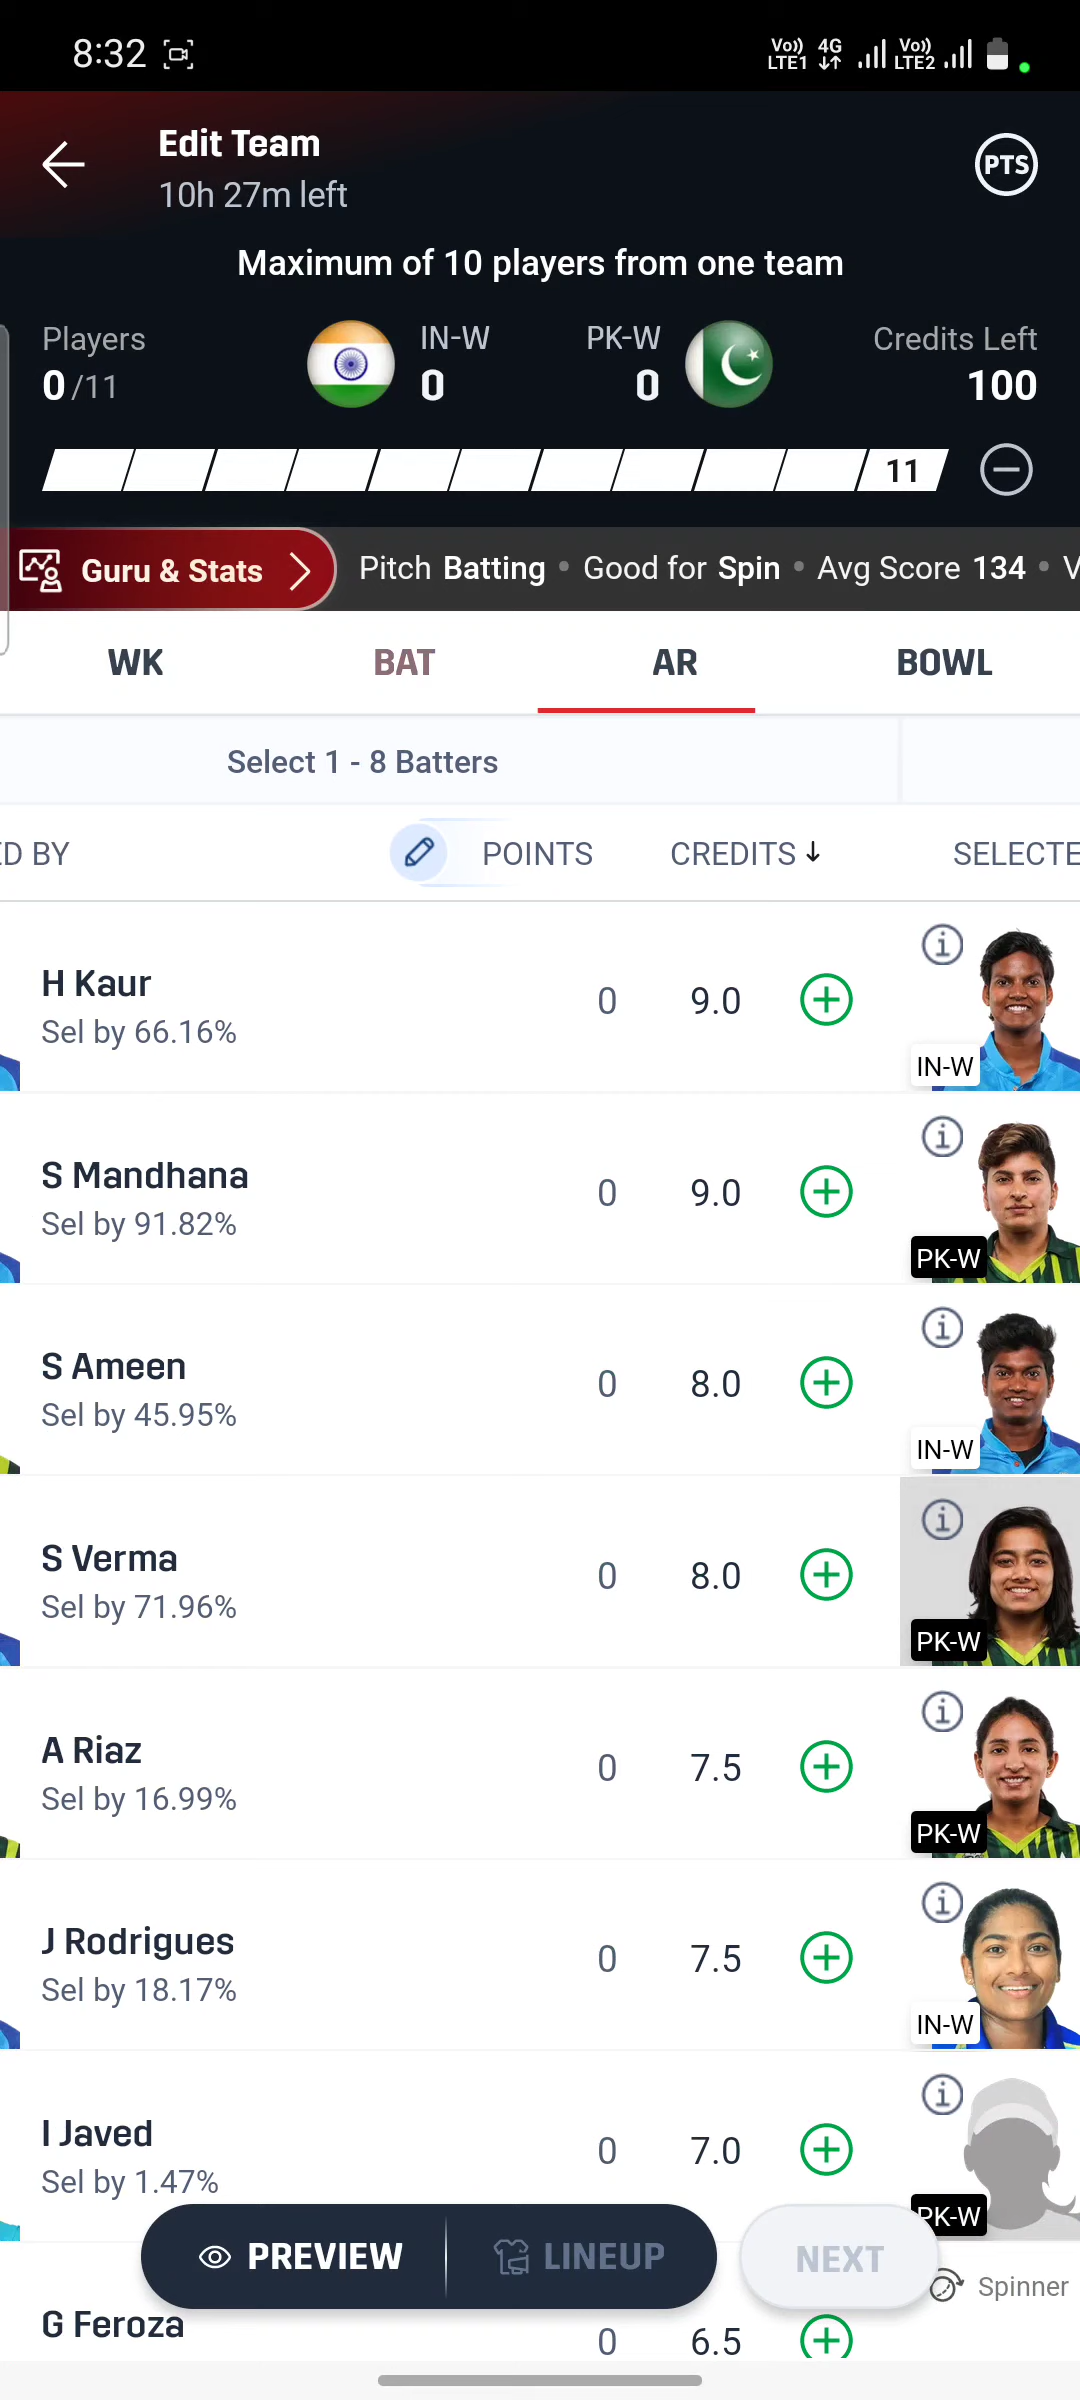 8:32
Vo)) LTE1 4G Vo)) LTE2
Edit Team
10h 27m left
PTS
Maximum of 10 players from one team
Players
0/11
IN-W
0
PK-W
0
Credits Left
100
11
Guru & Stats
Pitch Batting • Good for Spin • Avg Score 134 • V
WK BAT AR BOWL
Select 1 - 8 Batters
ED BY POINTS CREDITS ↓ SELECTE
H Kaur
Sel by 66.16%
0 9.0
IN-W
S Mandhana
Sel by 91.82%
0 9.0
PK-W
S Ameen
Sel by 45.95%
0 8.0
IN-W
S Verma
Sel by 71.96%
0 8.0
PK-W
A Riaz
Sel by 16.99%
0 7.5
PK-W
J Rodrigues
Sel by 18.17%
0 7.5
IN-W
I Javed
Sel by 1.47%
0 7.0
PK-W
PREVIEW LINEUP NEXT
Spinner
G Feroza
0 6.5